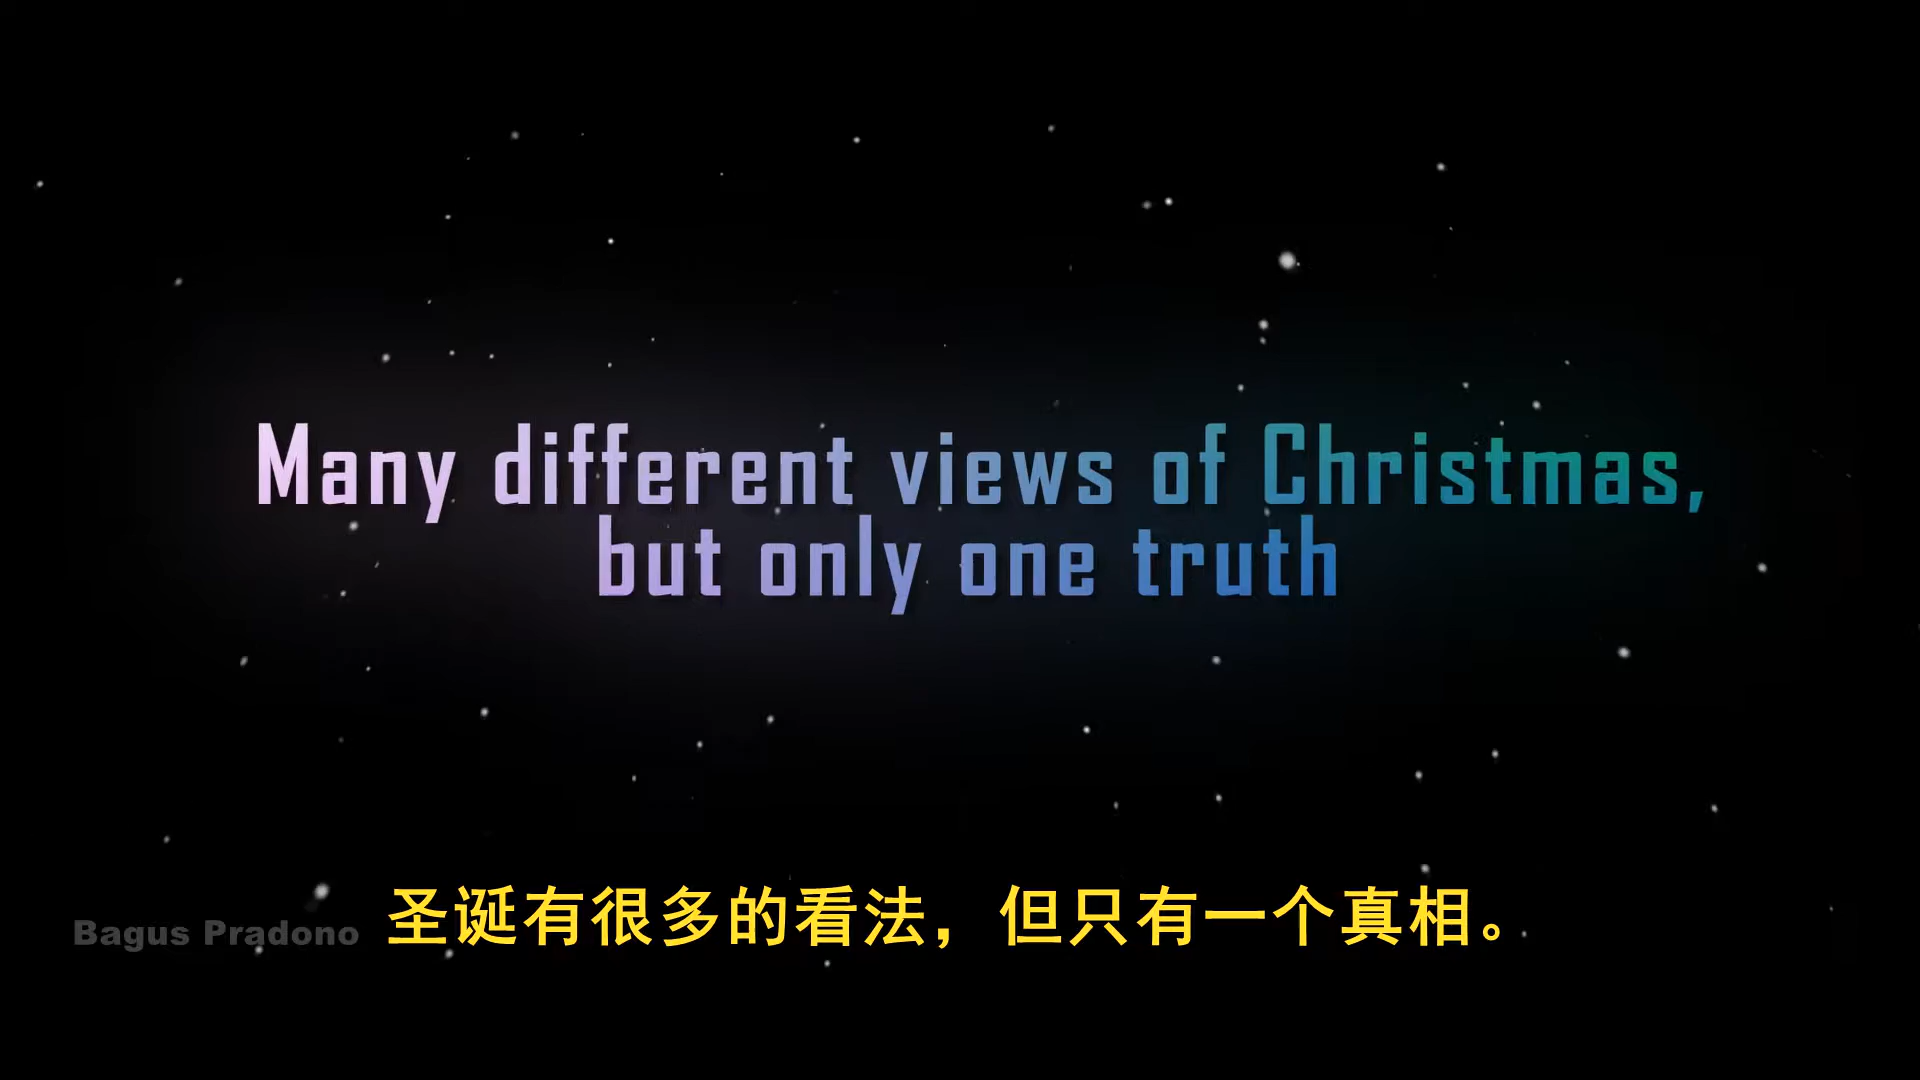 Many different views of Christmas,
but only one truth
圣诞有很多的看法，但只有一个真相。
Bagus Pradono